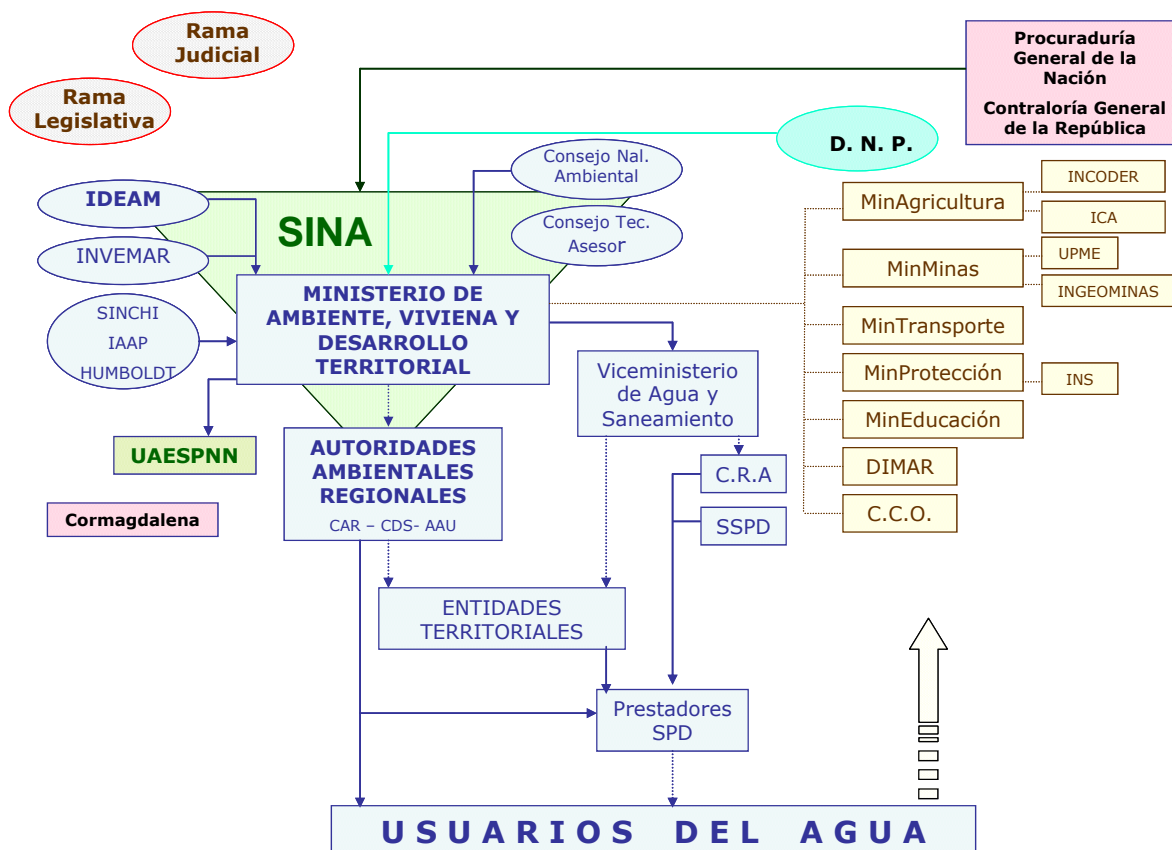 Rama
Judicial
Rama
Legislativa
Procuraduría
General de la
Nación
Contraloría General
de la República
D. N. P.
Consejo Nal.
Ambiental
Consejo Tec.
Asesor
IDEAM
INVEMAR
SINCHI
IAAP
HUMBOLDT
SINA
MINISTERIO DE
AMBIENTE, VIVIENA Y
DESARROLLO
TERRITORIAL
UAESPNN
Cormagdalena
AUTORIDADES
AMBIENTALES
REGIONALES
CAR – CDS- AAU
Viceministerio
de Agua y
Saneamiento
C.R.A
SSPD
MinAgricultura
INCODER
ICA
MinMinas
UPME
INGEOMINAS
MinTransporte
MinProtección
INS
MinEducación
DIMAR
C.C.O.
ENTIDADES
TERRITORIALES
Prestadores
SPD
USUARIOS DEL AGUA